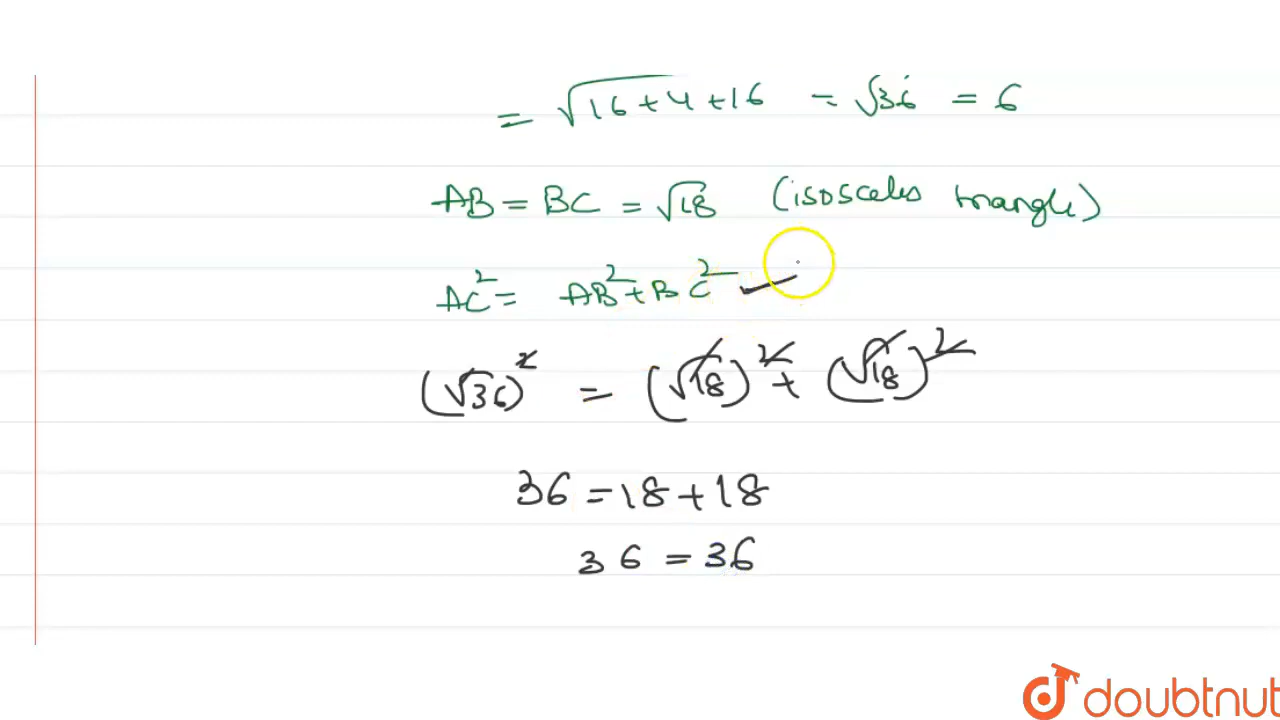 = √16+4+16 = √36 = 6
AB = BC = √18 (isosceles triangle)
AC² = AB² + BC²
(√36)² = (√18)² + (√18)²
36 = 18 + 18
36 = 36
doubtnut